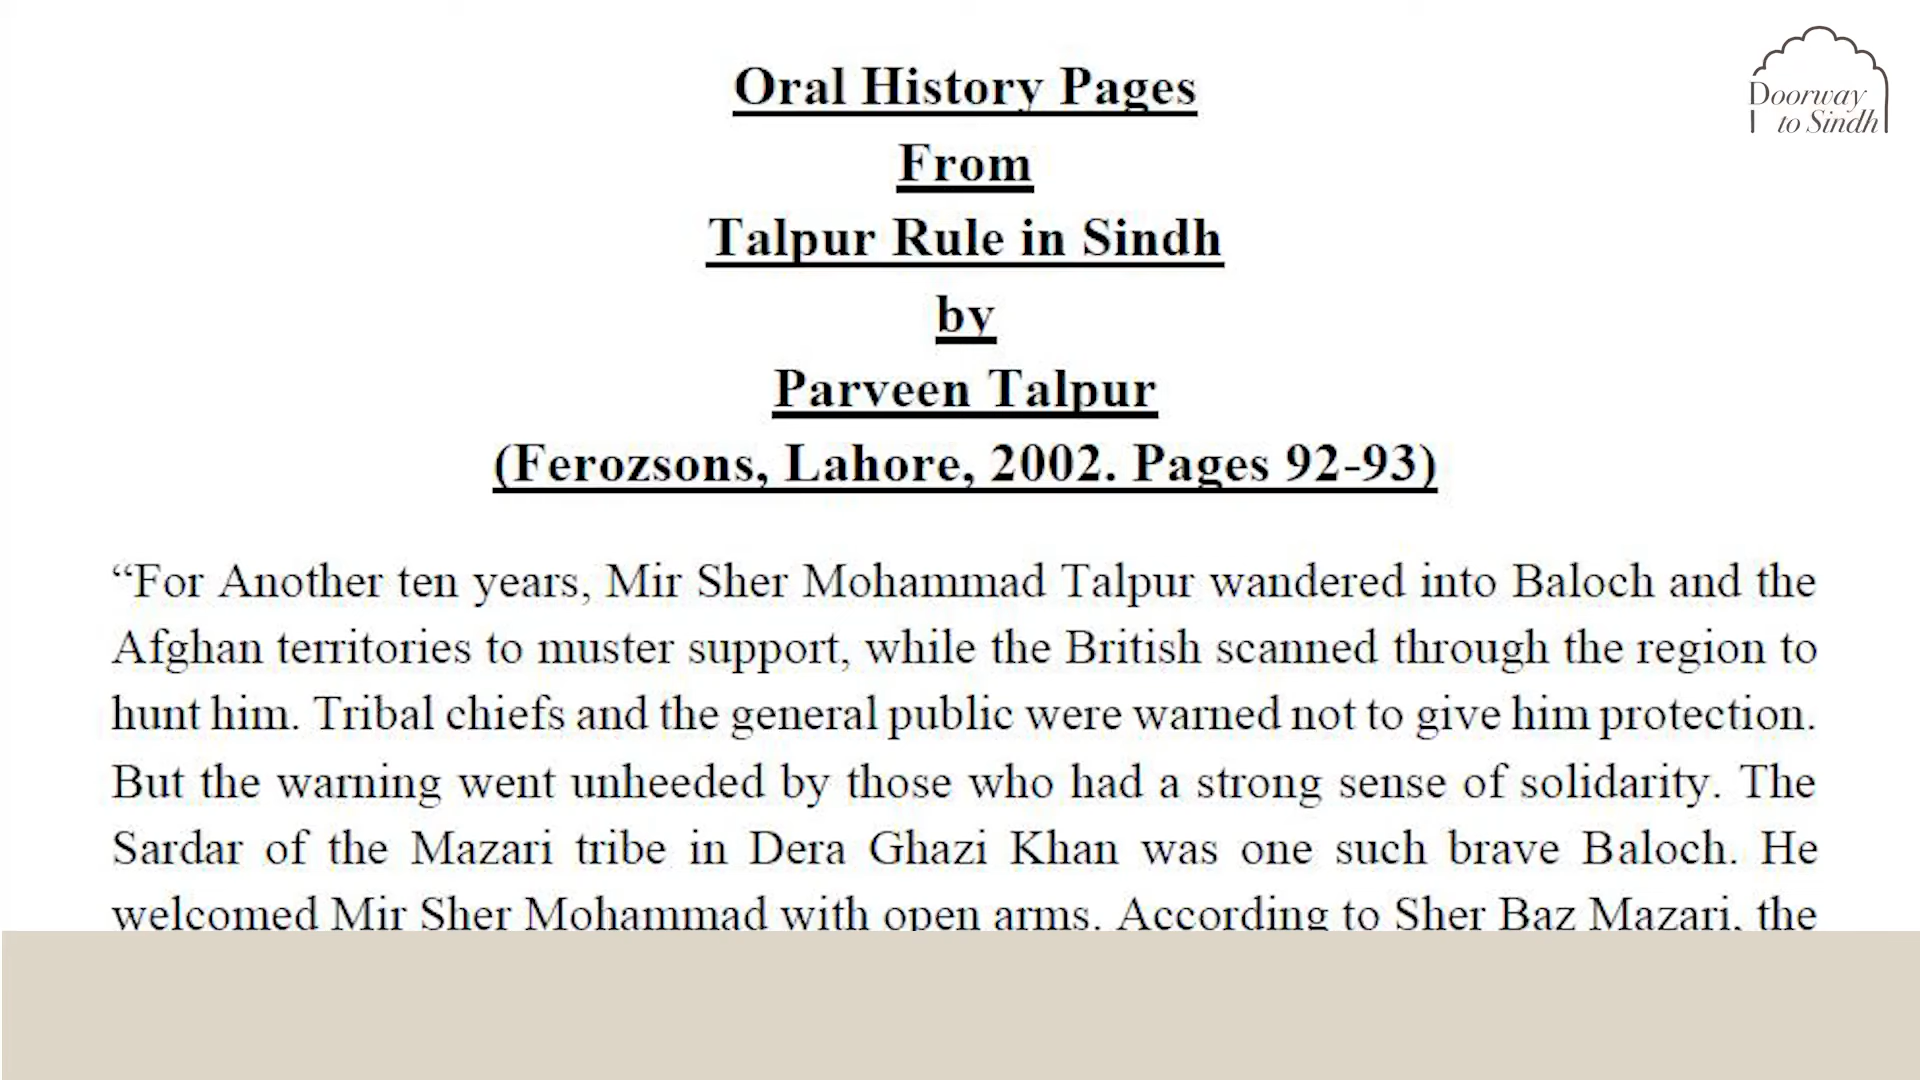 Doorway
to Sindh
Oral History Pages
From
Talpur Rule in Sindh
by
Parveen Talpur
(Ferozsons, Lahore, 2002. Pages 92-93)
“For Another ten years, Mir Sher Mohammad Talpur wandered into Baloch and the
Afghan territories to muster support, while the British scanned through the region to
hunt him. Tribal chiefs and the general public were warned not to give him protection.
But the warning went unheeded by those who had a strong sense of solidarity. The
Sardar of the Mazari tribe in Dera Ghazi Khan was one such brave Baloch. He
welcomed Mir Sher Mohammad with open arms. According to Sher Baz Mazari, the